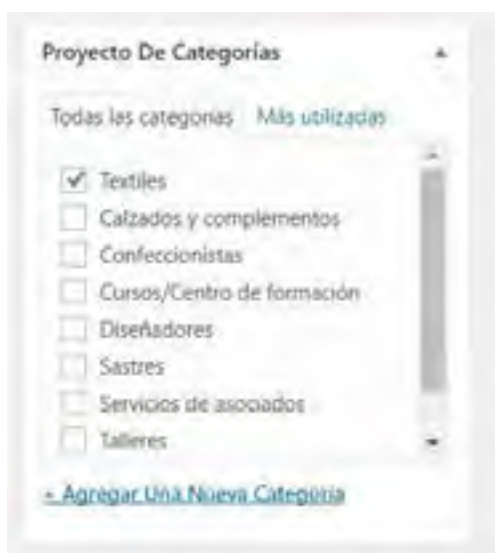 Proyecto De Categorías
Todas las categorías Más utilizadas
Textiles
Calzados y complementos
Confeccionistas
Cursos/Centro de formación
Diseñadores
Sastres
Servicios de asociados
Talleres
+ Agregar Una Nueva Categoría